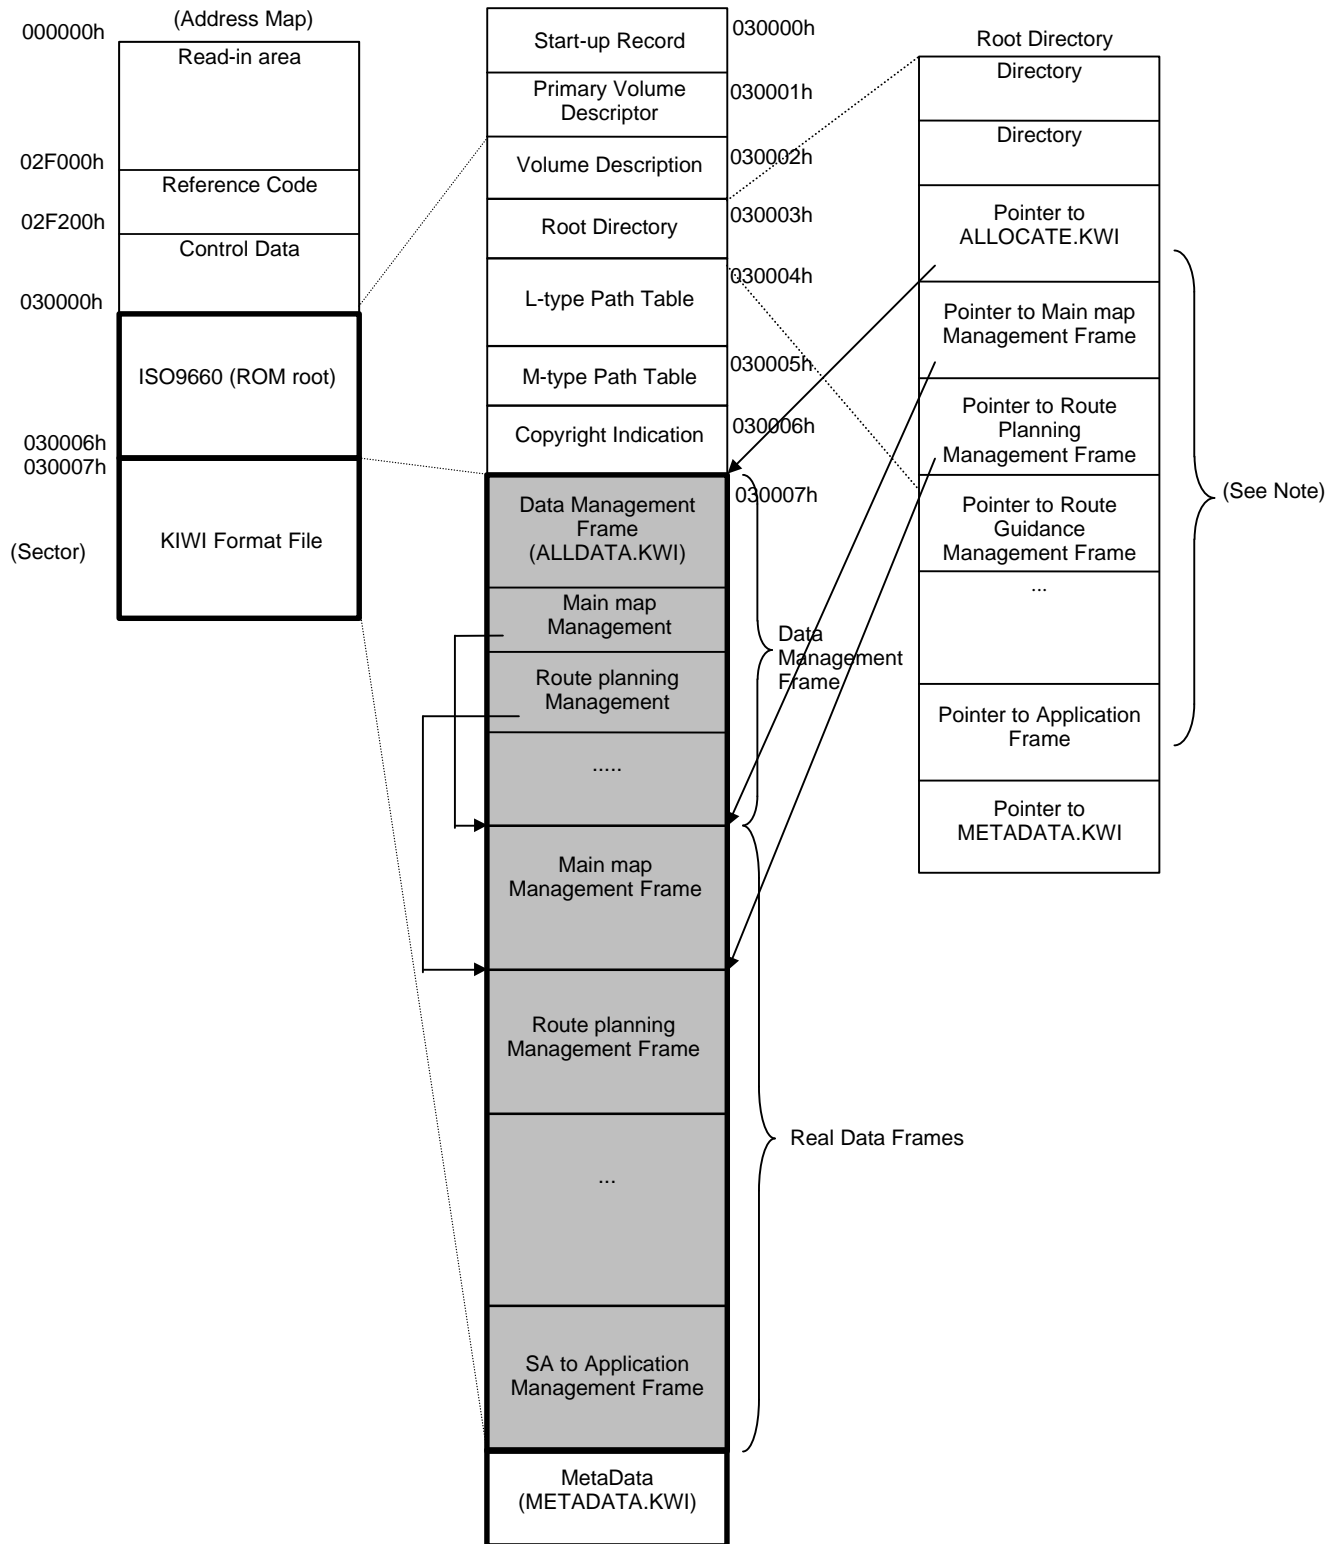 (Address Map)
000000h
Read-in area
02F000h
Reference Code
02F200h
Control Data
030000h
ISO9660 (ROM root)
030006h
030007h
KIWI Format File
(Sector)
Start-up Record
030000h
Primary Volume
Descriptor
030001h
Volume Description
030002h
Root Directory
030003h
L-type Path Table
030004h
M-type Path Table
030005h
Copyright Indication
030006h
030007h
Data Management
Frame
(ALLDATA.KWI)
Main map
Management
Route planning
Management
.....
Data
Management
Frame
Main map
Management Frame
Route planning
Management Frame
...
Real Data Frames
SA to Application
Management Frame
MetaData
(METADATA.KWI)
Root Directory
Directory
Directory
Pointer to
ALLOCATE.KWI
Pointer to Main map
Management Frame
Pointer to Route
Planning
Management Frame
Pointer to Route
Guidance
Management Frame
...
Pointer to Application
Frame
Pointer to
METADATA.KWI
(See Note)